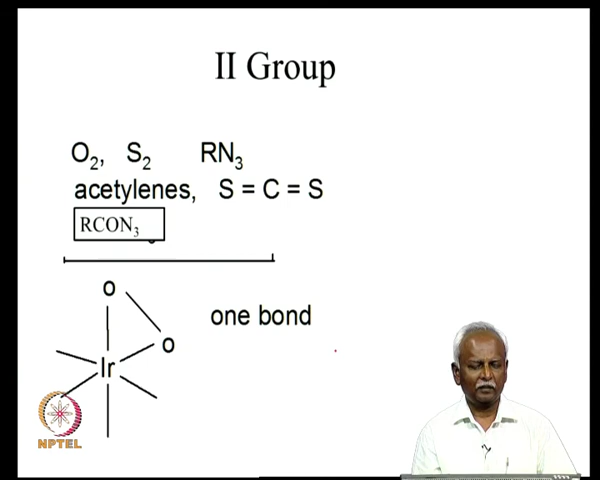 II Group
O₂, S₂ RN₃
acetylenes, S = C = S
RCON₃
O
O
one bond
Ir
NPTEL